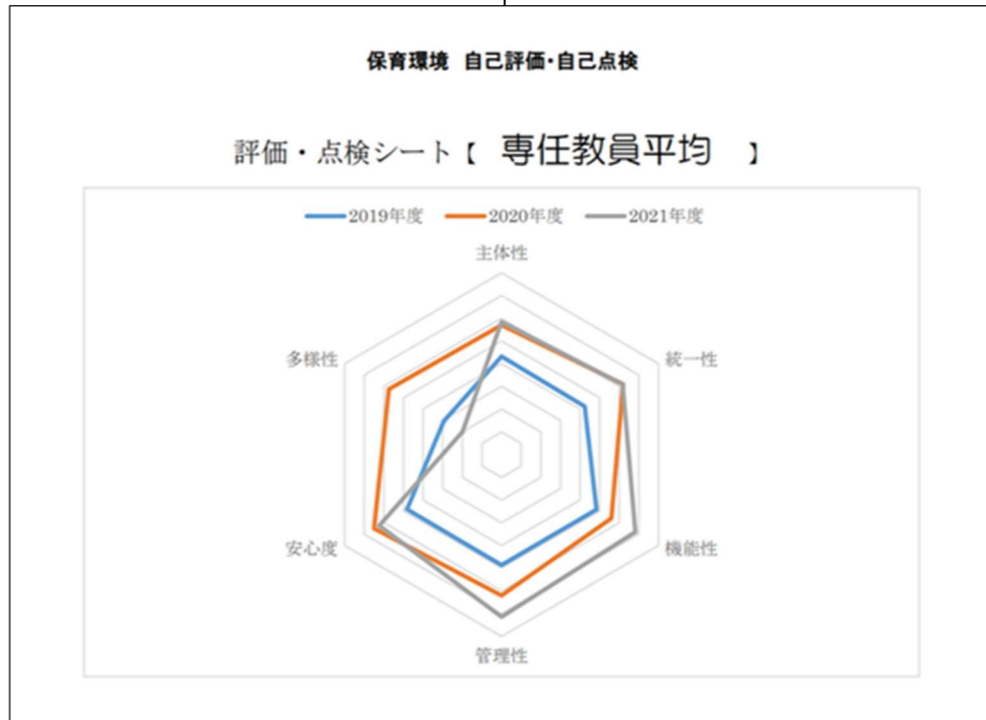 保育環境 自己評価・自己点検
評価・点検シート【 専任教員平均 】
2019年度 2020年度 2021年度
主体性
多様性 統一性
安心度 機能性
管理性